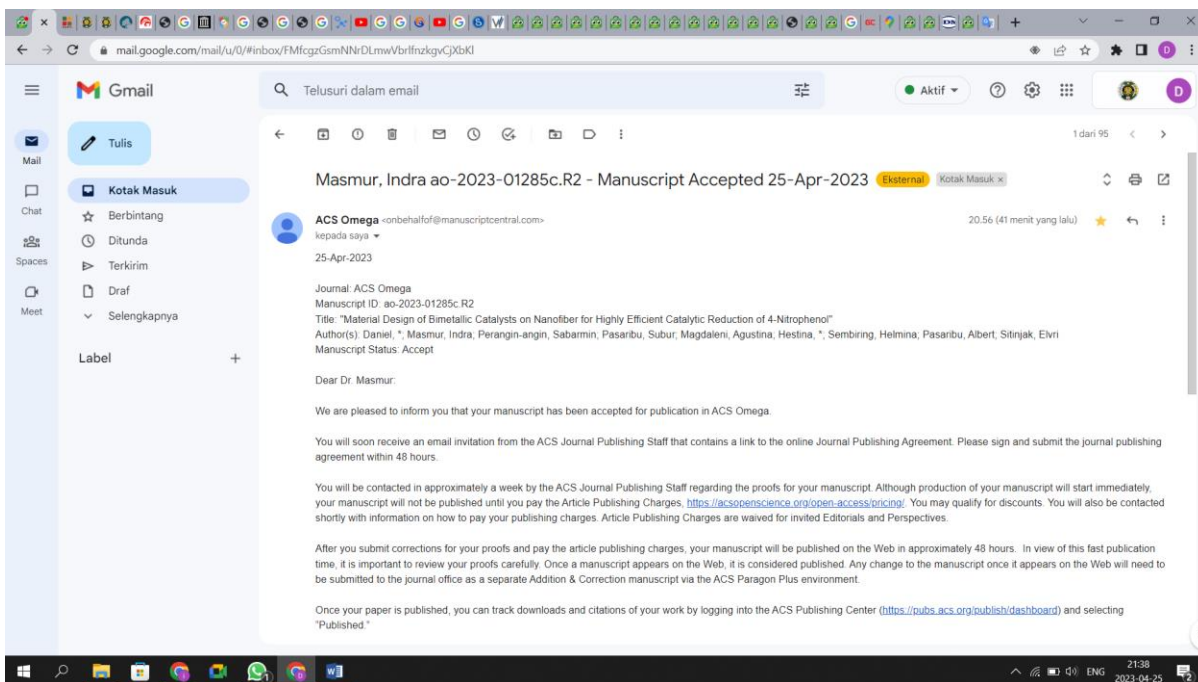 mail.google.com/mail/u/0/#inbox/FMfcgzGsmNNrDLmwVbrlfnzkgvCjXbKl
D
Gmail
Telusuri dalam email
Aktif
D
Mail
Chat
Spaces
Meet
Tulis
Kotak Masuk
Berbintang
Ditunda
Terkirim
Draf
Selengkapnya
Label
1 dari 95
Masmur, Indra ao-2023-01285c.R2 - Manuscript Accepted 25-Apr-2023 Eksternal Kotak Masuk ×
ACS Omega <onbehalfof@manuscriptcentral.com> 20.56 (41 menit yang lalu)
kepada saya
25-Apr-2023
Journal: ACS Omega
Manuscript ID: ao-2023-01285c.R2
Title: "Material Design of Bimetallic Catalysts on Nanofiber for Highly Efficient Catalytic Reduction of 4-Nitrophenol"
Author(s): Daniel, *; Masmur, Indra; Perangin-angin, Sabarmin; Pasaribu, Subur; Magdaleni, Agustina; Hestina, *; Sembiring, Helmina; Pasaribu, Albert; Sitinjak, Elvri
Manuscript Status: Accept
Dear Dr. Masmur:
We are pleased to inform you that your manuscript has been accepted for publication in ACS Omega.
You will soon receive an email invitation from the ACS Journal Publishing Staff that contains a link to the online Journal Publishing Agreement. Please sign and submit the journal publishing
agreement within 48 hours.
You will be contacted in approximately a week by the ACS Journal Publishing Staff regarding the proofs for your manuscript. Although production of your manuscript will start immediately,
your manuscript will not be published until you pay the Article Publishing Charges, https://acsopenscience.org/open-access/pricing/. You may qualify for discounts. You will also be contacted
shortly with information on how to pay your publishing charges. Article Publishing Charges are waived for invited Editorials and Perspectives.
After you submit corrections for your proofs and pay the article publishing charges, your manuscript will be published on the Web in approximately 48 hours. In view of this fast publication
time, it is important to review your proofs carefully. Once a manuscript appears on the Web, it is considered published. Any change to the manuscript once it appears on the Web will need to
be submitted to the journal office as a separate Addition & Correction manuscript via the ACS Paragon Plus environment.
Once your paper is published, you can track downloads and citations of your work by logging into the ACS Publishing Center (https://pubs.acs.org/publish/dashboard) and selecting
"Published."
ENG
21:38
2023-04-25